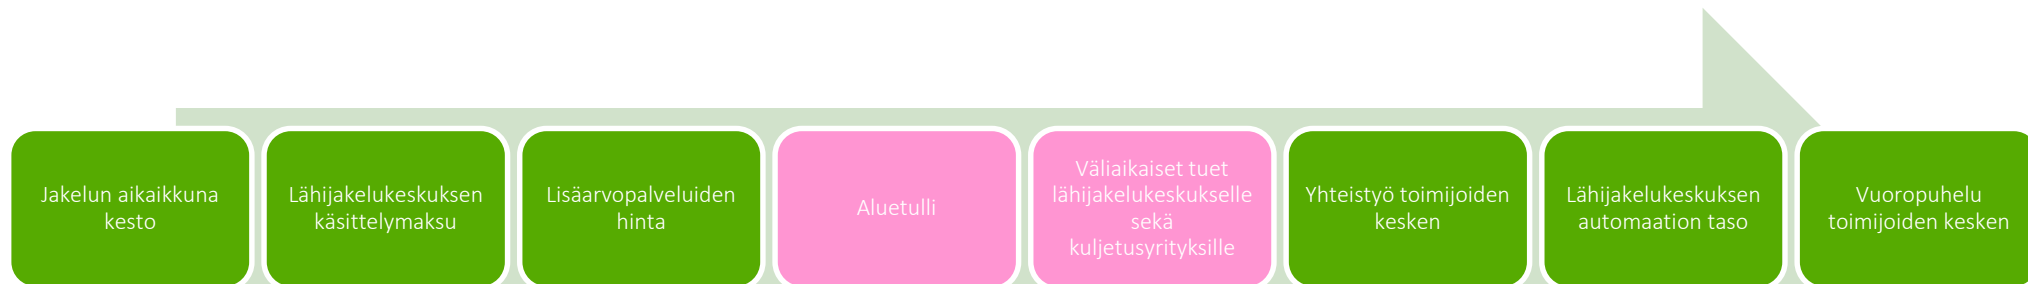 Jakelun aikaikkuna
kesto
Lähijakelukeskuksen
käsittelymaksu
Lisäarvopalveluiden
hinta
Aluetulli
Väliaikaiset tuet
lähijakelukeskukselle
sekä
kuljetusyrityksille
Yhteistyö toimijoiden
kesken
Lähijakelukeskuksen
automaation taso
Vuoropuhelu
toimijoiden kesken